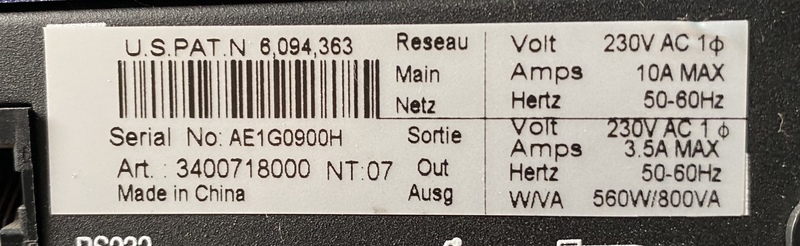 U.S.PAT.N 6,094,363
Serial No: AE1G0900H
Art. : 3400718000 NT:07
Made in China
Reseau
Main
Netz
Volt 230V AC 1ϕ
Amps 10A MAX
Hertz 50-60Hz
Sortie
Out
Ausg
Volt 230V AC 1 ϕ
Amps 3.5A MAX
Hertz 50-60Hz
W/VA 560W/800VA